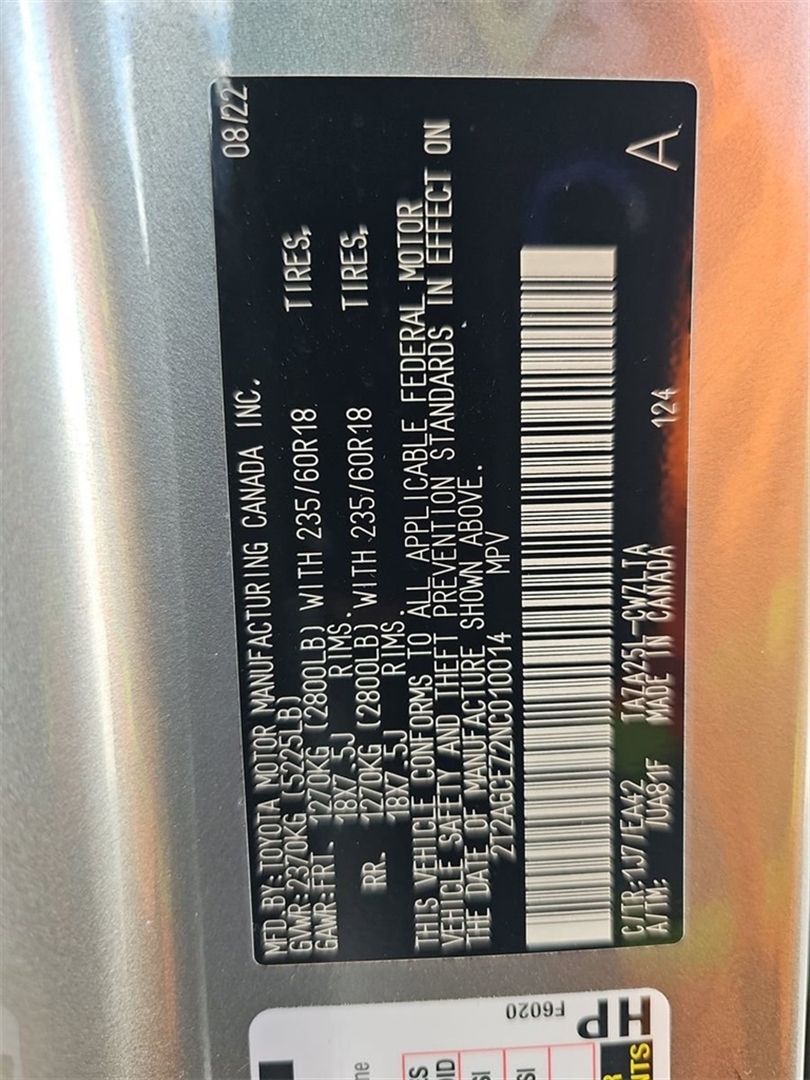 08/22
MFD.BY:TOYOTA MOTOR MANUFACTURING CANADA INC.
GVWR:2370KG (5225LB)
GAWR:FRT. 1270KG (2800LB) WITH 235/60R18 TIRES,
18X7.5J RIMS.
RR. 1270KG (2800LB) WITH 235/60R18 TIRES,
18X7.5J RIMS.
THIS VEHICLE CONFORMS TO ALL APPLICABLE FEDERAL MOTOR
VEHICLE SAFETY AND THEFT PREVENTION STANDARDS IN EFFECT ON
THE DATE OF MANUFACTURE SHOWN ABOVE.
2T2AGCEZ2NC010014 MPV
C/TR:1J7/EA42 TAZA25L-CWZLTA 124
A/TM: -/UA81F MADE IN CANADA A
F6020
HP